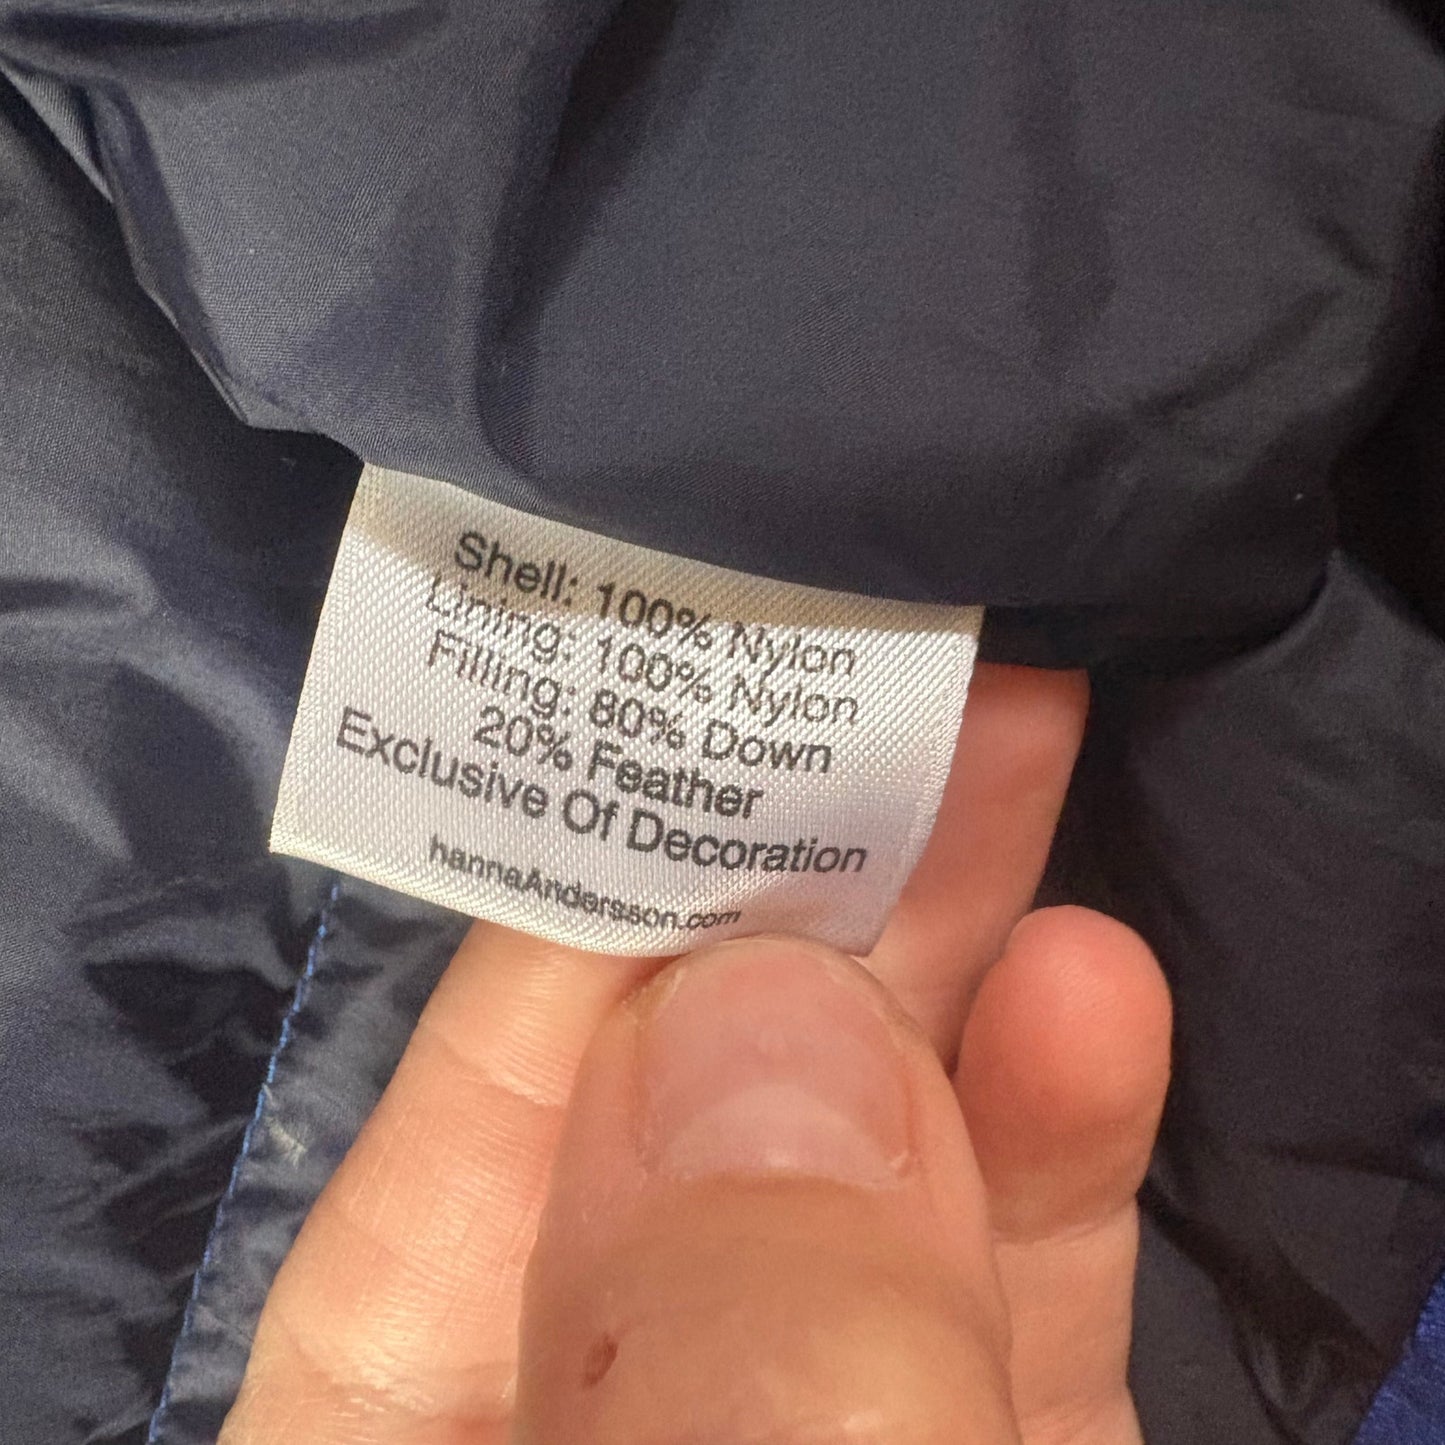 Shell: 100% Nylon
Lining: 100% Nylon
Filling: 80% Down
20% Feather
Exclusive Of Decoration
hannaAndersson.com